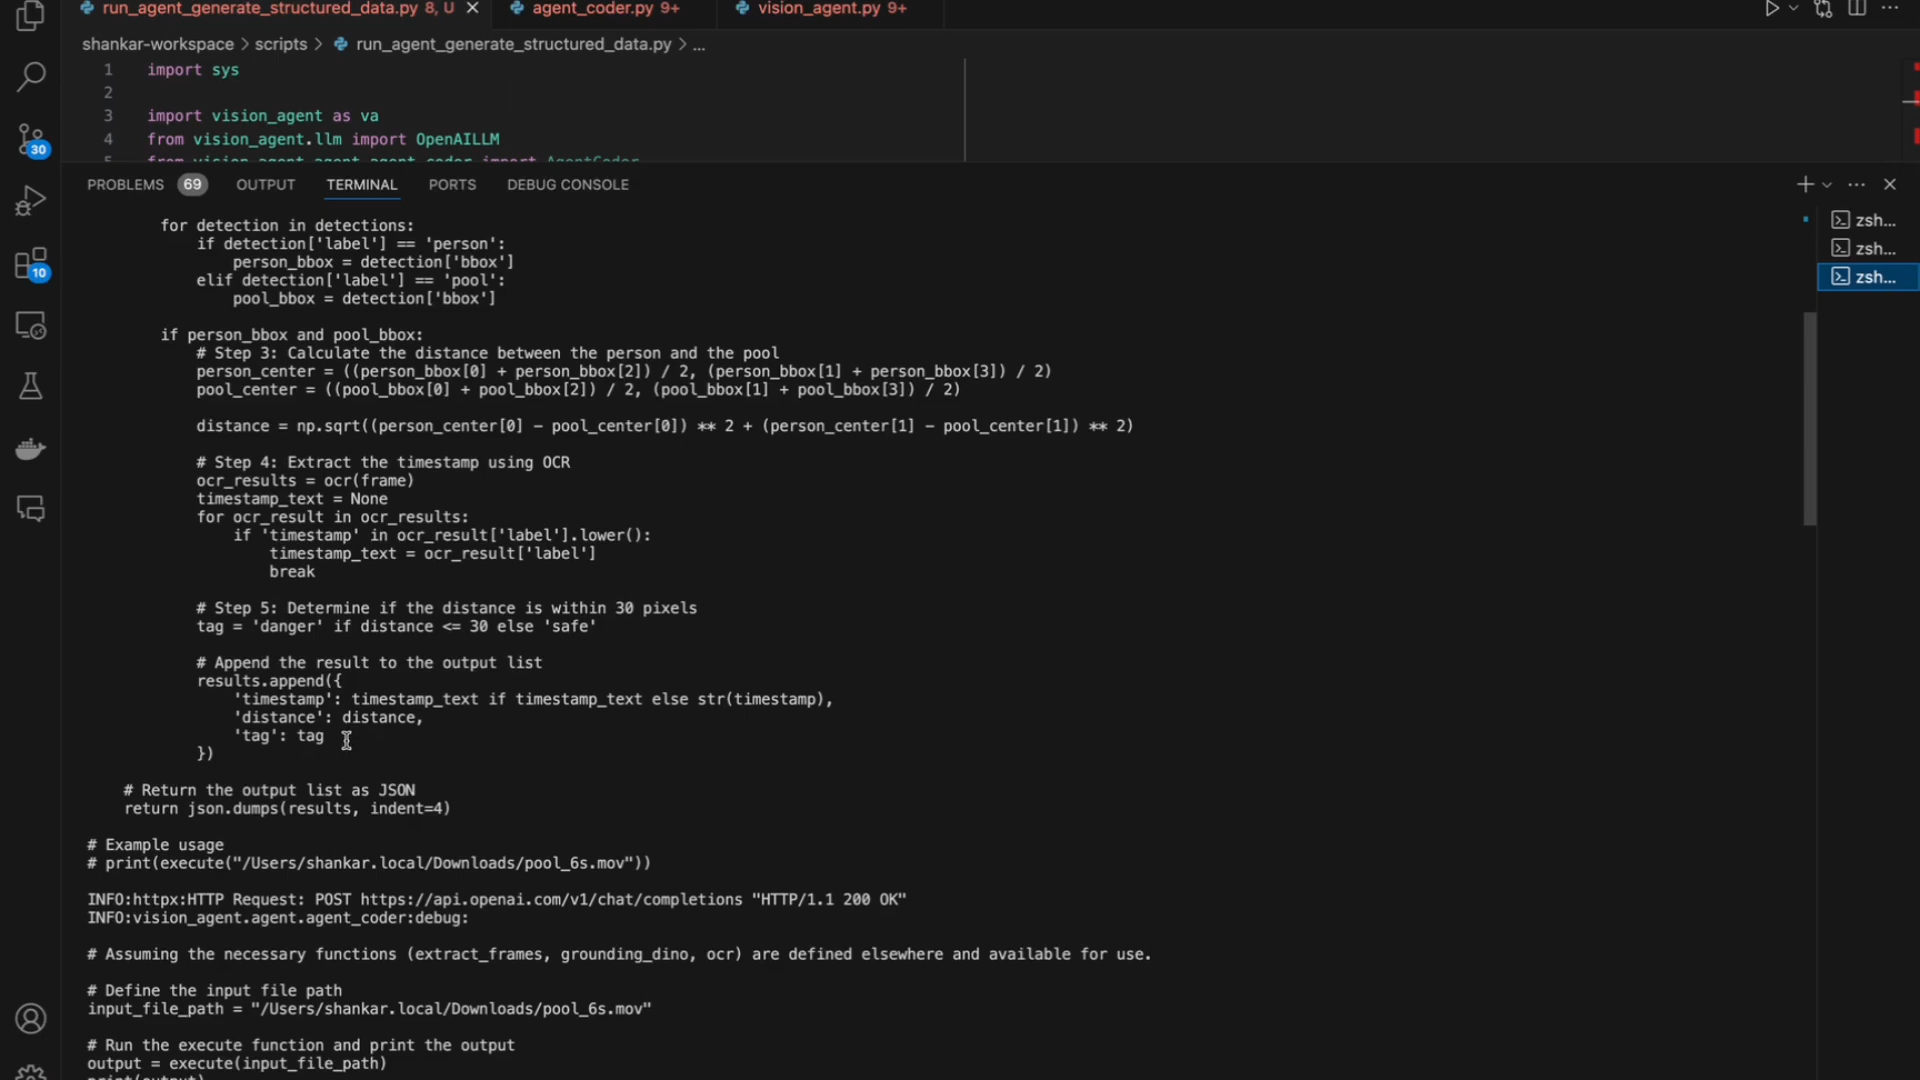 run_agent_generate_structured_data.py 8, U
agent_coder.py 9+
vision_agent.py 9+
shankar-workspace > scripts > run_agent_generate_structured_data.py > ...
1 import sys
2
3 import vision_agent as va
4 from vision_agent.llm import OpenAILLM
5 from vision_agent.agent.agent_coder import AgentCoder
PROBLEMS 69 OUTPUT TERMINAL PORTS DEBUG CONSOLE
zsh...
zsh...
zsh...
30
10
for detection in detections:
if detection['label'] == 'person':
person_bbox = detection['bbox']
elif detection['label'] == 'pool':
pool_bbox = detection['bbox']
if person_bbox and pool_bbox:
# Step 3: Calculate the distance between the person and the pool
person_center = ((person_bbox[0] + person_bbox[2]) / 2, (person_bbox[1] + person_bbox[3]) / 2)
pool_center = ((pool_bbox[0] + pool_bbox[2]) / 2, (pool_bbox[1] + pool_bbox[3]) / 2)
distance = np.sqrt((person_center[0] - pool_center[0]) ** 2 + (person_center[1] - pool_center[1]) ** 2)
# Step 4: Extract the timestamp using OCR
ocr_results = ocr(frame)
timestamp_text = None
for ocr_result in ocr_results:
if 'timestamp' in ocr_result['label'].lower():
timestamp_text = ocr_result['label']
break
# Step 5: Determine if the distance is within 30 pixels
tag = 'danger' if distance <= 30 else 'safe'
# Append the result to the output list
results.append({
'timestamp': timestamp_text if timestamp_text else str(timestamp),
'distance': distance,
'tag': tag
})
# Return the output list as JSON
return json.dumps(results, indent=4)
# Example usage
# print(execute("/Users/shankar.local/Downloads/pool_6s.mov"))
INFO:httpx:HTTP Request: POST https://api.openai.com/v1/chat/completions "HTTP/1.1 200 OK"
INFO:vision_agent.agent.agent_coder:debug:
# Assuming the necessary functions (extract_frames, grounding_dino, ocr) are defined elsewhere and available for use.
# Define the input file path
input_file_path = "/Users/shankar.local/Downloads/pool_6s.mov"
# Run the execute function and print the output
output = execute(input_file_path)
print(output)